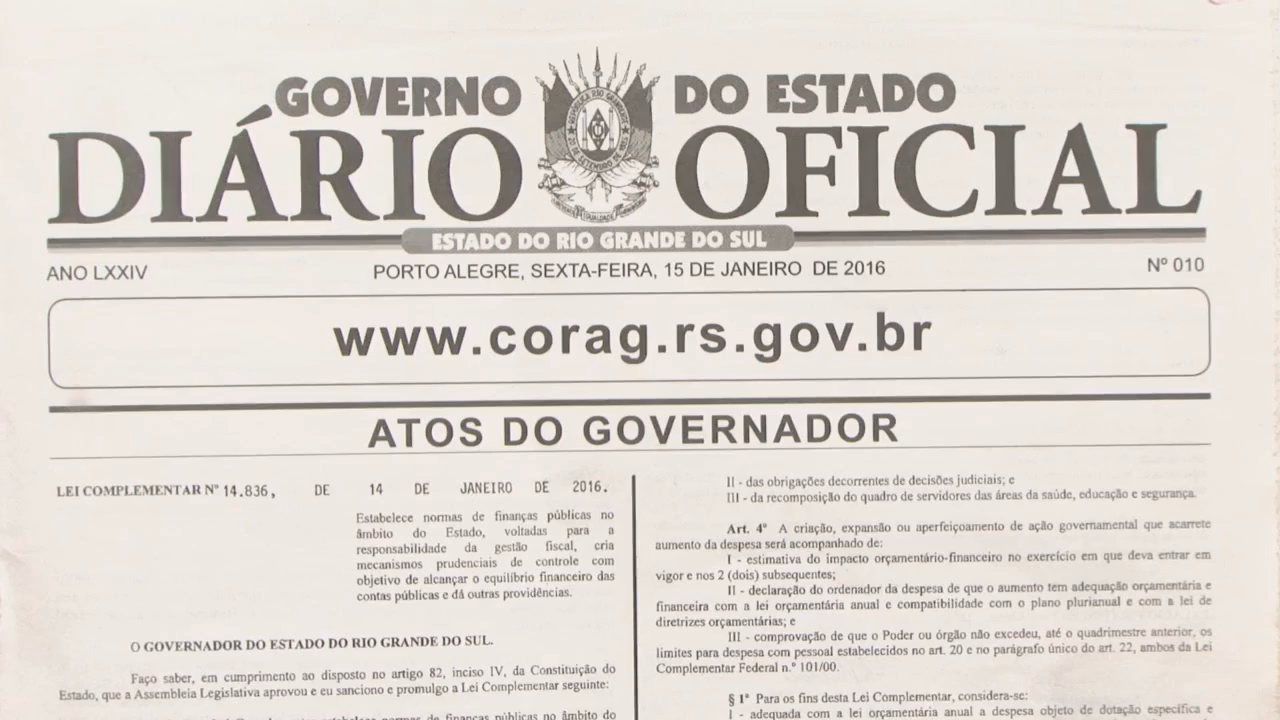 GOVERNO DO ESTADO
DIÁRIO OFICIAL
ESTADO DO RIO GRANDE DO SUL
ANO LXXIV PORTO ALEGRE, SEXTA-FEIRA, 15 DE JANEIRO DE 2016 Nº 010
www.corag.rs.gov.br
ATOS DO GOVERNADOR
LEI COMPLEMENTAR Nº 14.836, DE 14 DE JANEIRO DE 2016.
Estabelece normas de finanças públicas no
âmbito do Estado, voltadas para a
responsabilidade da gestão fiscal, cria
mecanismos prudenciais de controle com
objetivo de alcançar o equilíbrio financeiro das
contas públicas e dá outras providências.
O GOVERNADOR DO ESTADO DO RIO GRANDE DO SUL.
Faço saber, em cumprimento ao disposto no artigo 82, inciso IV, da Constituição do
Estado, que a Assembleia Legislativa aprovou e eu sanciono e promulgo a Lei Complementar seguinte:
normas de finanças públicas no âmbito do
II - das obrigações decorrentes de decisões judiciais; e
III - da recomposição do quadro de servidores das áreas da saúde, educação e segurança.
Art. 4º A criação, expansão ou aperfeiçoamento de ação governamental que acarrete
aumento da despesa será acompanhado de:
I - estimativa do impacto orçamentário-financeiro no exercício em que deva entrar em
vigor e nos 2 (dois) subsequentes;
II - declaração do ordenador da despesa de que o aumento tem adequação orçamentária e
financeira com a lei orçamentária anual e compatibilidade com o plano plurianual e com a lei de
diretrizes orçamentárias; e
III - comprovação de que o Poder ou órgão não excedeu, até o quadrimestre anterior, os
limites para despesa com pessoal estabelecidos no art. 20 e no parágrafo único do art. 22, ambos da Lei
Complementar Federal n.º 101/00.
§ 1º Para os fins desta Lei Complementar, considera-se:
I - adequada com a lei orçamentária anual a despesa objeto de dotação específica e